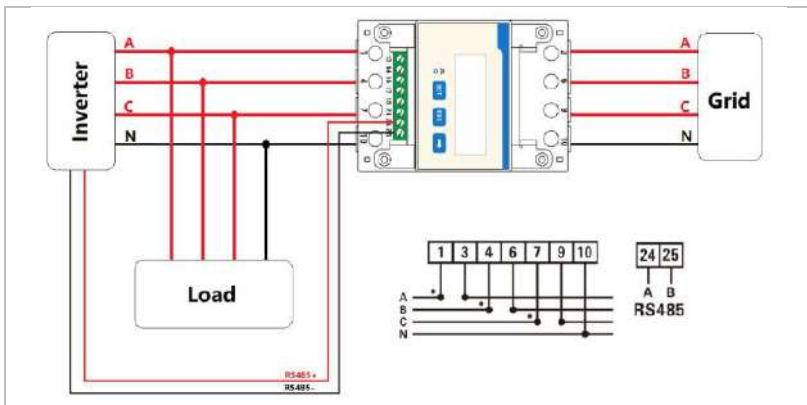 Inverter
A
B
C
N
Load
A
B
C
N
Grid
1 3 4 6 7 9 10
A
B
C
N
24 25
A B
RS485
RS485+
RS485-